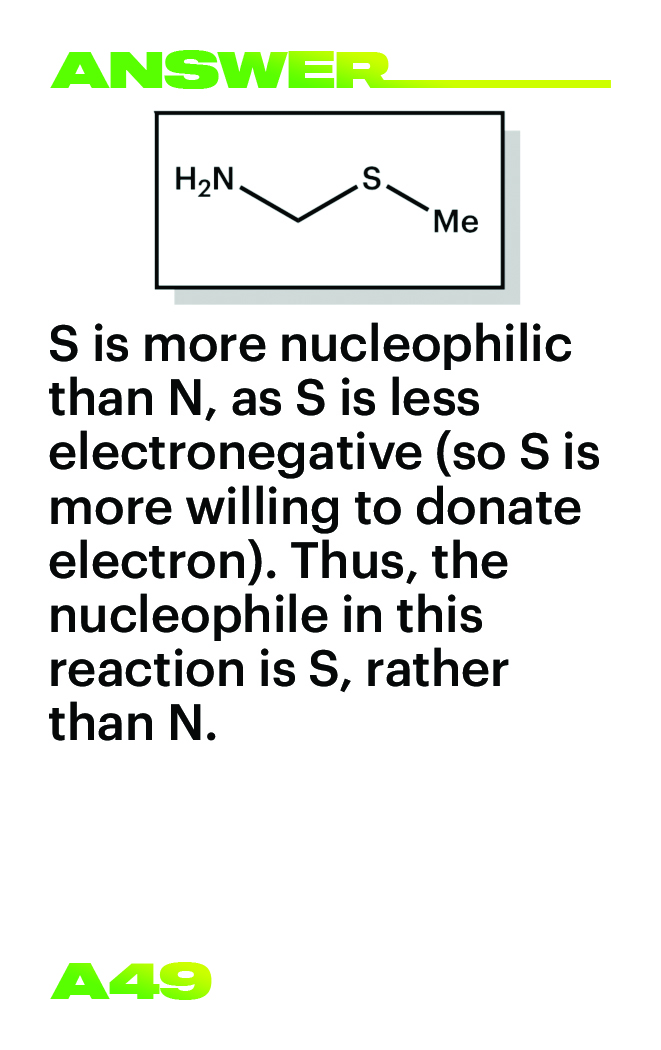 ANSWER
H₂N S
Me
S is more nucleophilic
than N, as S is less
electronegative (so S is
more willing to donate
electron). Thus, the
nucleophile in this
reaction is S, rather
than N.
A49